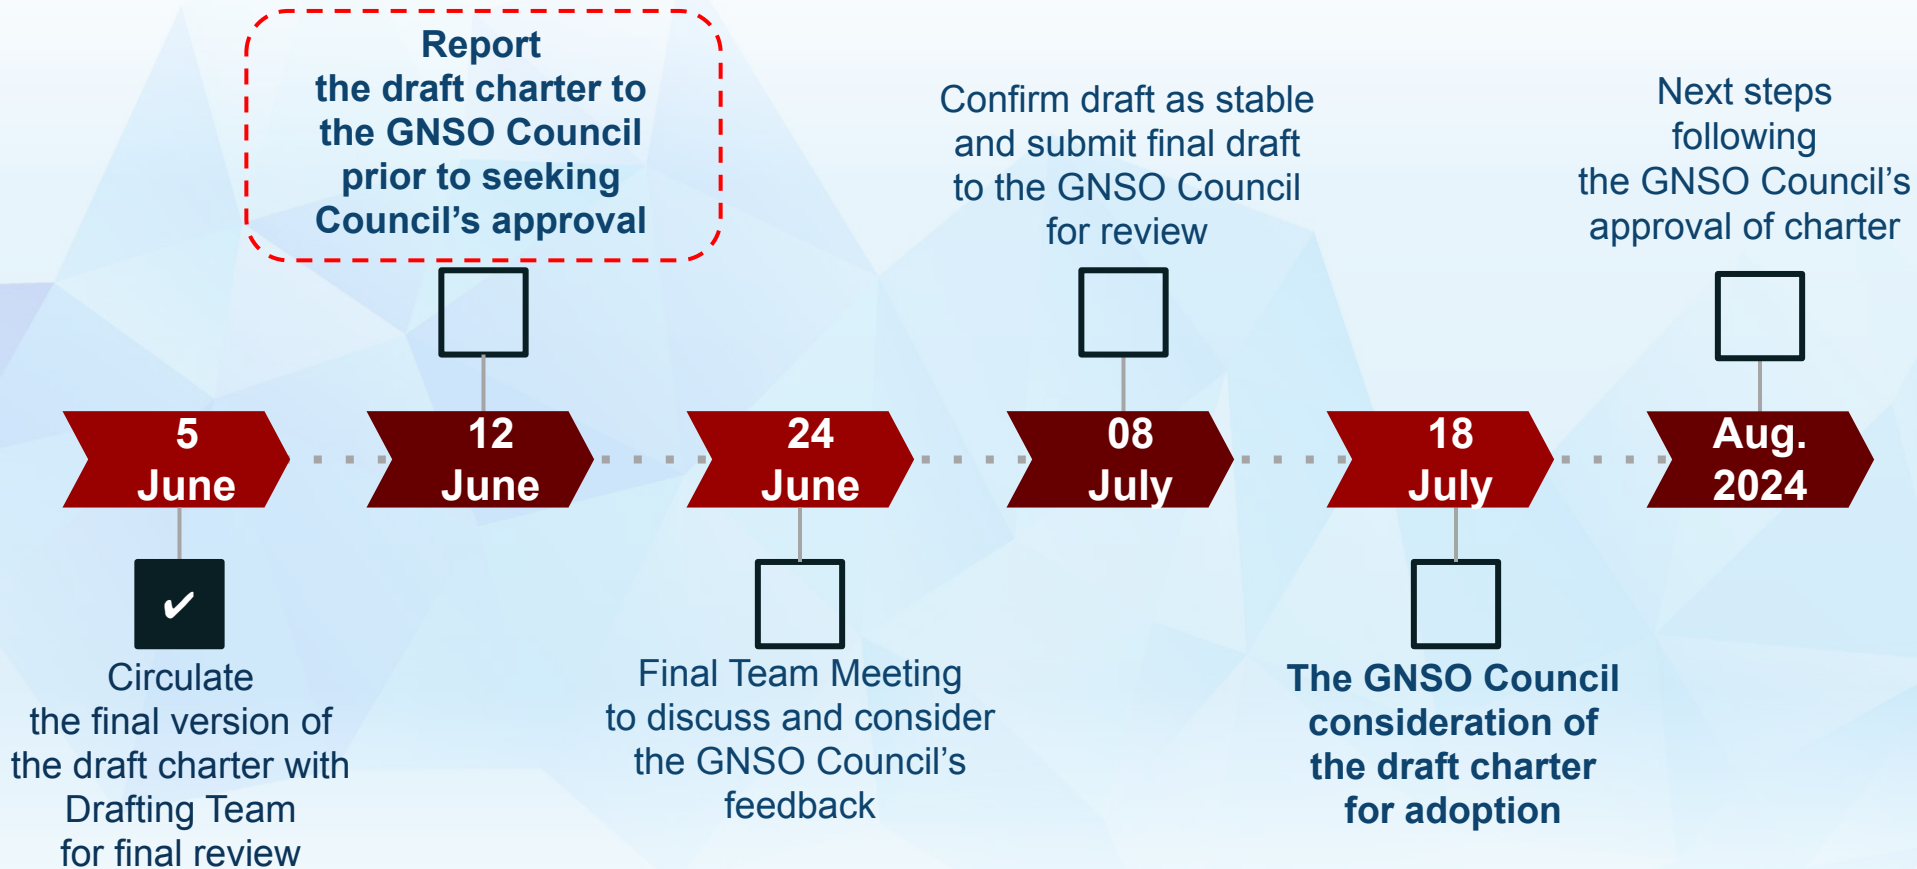 Report
the draft charter to
the GNSO Council
prior to seeking
Council’s approval
Confirm draft as stable
and submit final draft
to the GNSO Council
for review
Next steps
following
the GNSO Council’s
approval of charter
5
June
12
June
24
June
08
July
18
July
Aug.
2024
✔
Circulate
the final version of
the draft charter with
Drafting Team
for final review
Final Team Meeting
to discuss and consider
the GNSO Council’s
feedback
The GNSO Council
consideration of
the draft charter
for adoption